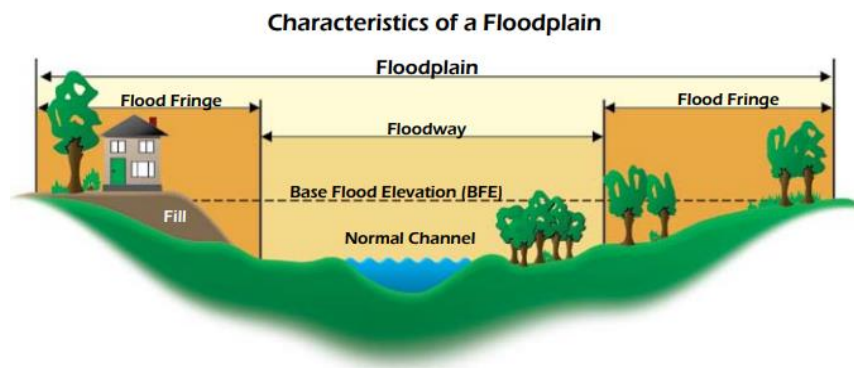 Characteristics of a Floodplain
Floodplain
Flood Fringe
Flood Fringe
Floodway
Base Flood Elevation (BFE)
Fill
Normal Channel